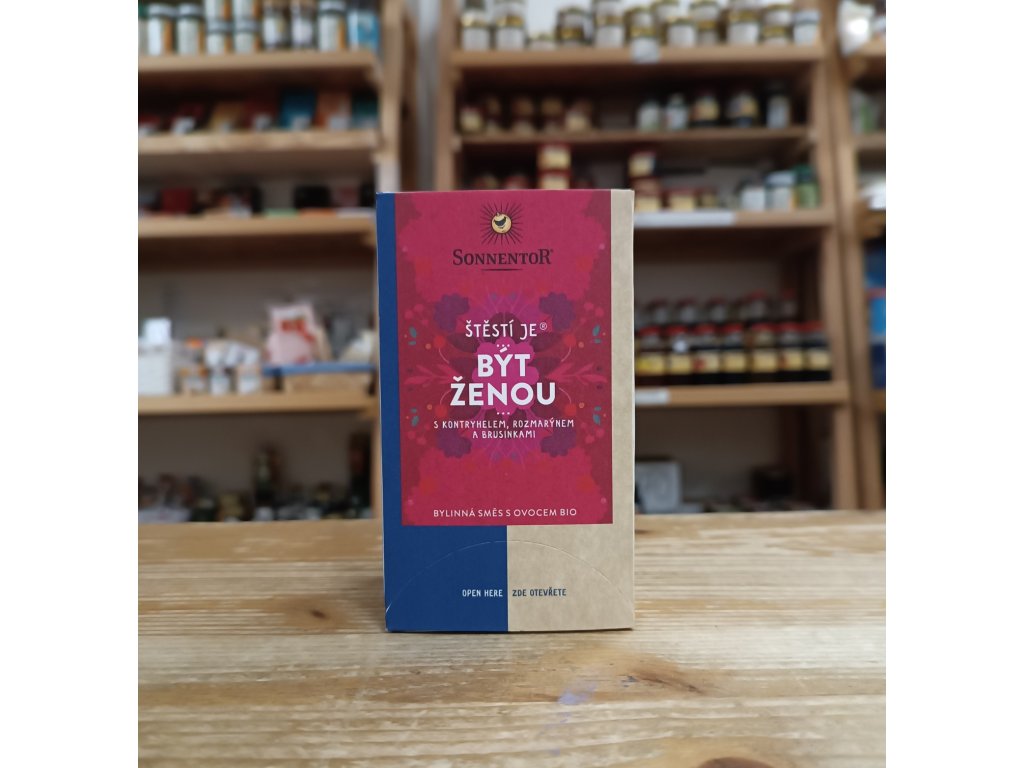 SONNENTOR®
ŠTĚSTÍ JE®
BÝT
ŽENOU
S KONTRYHELEM, ROZMARÝNEM
A BRUSINKAMI
BYLINNÁ SMĚS S OVOCEM BIO
OPEN HERE ZDE OTEVŘETE